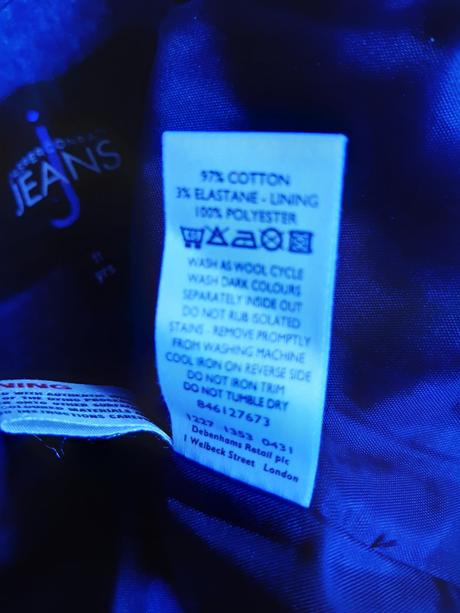 j
JEANS
11
yrs
97% COTTON
3% ELASTANE - LINING
100% POLYESTER
WASH AS WOOL CYCLE
WASH DARK COLOURS
SEPARATELY INSIDE OUT
DO NOT RUB ISOLATED
STAINS - REMOVE PROMPTLY
FROM WASHING MACHINE
COOL IRON ON REVERSE SIDE
DO NOT IRON TRIM
DO NOT TUMBLE DRY
846127673
1227 1353 0431
Debenhams Retail plc
1 Welbeck Street London